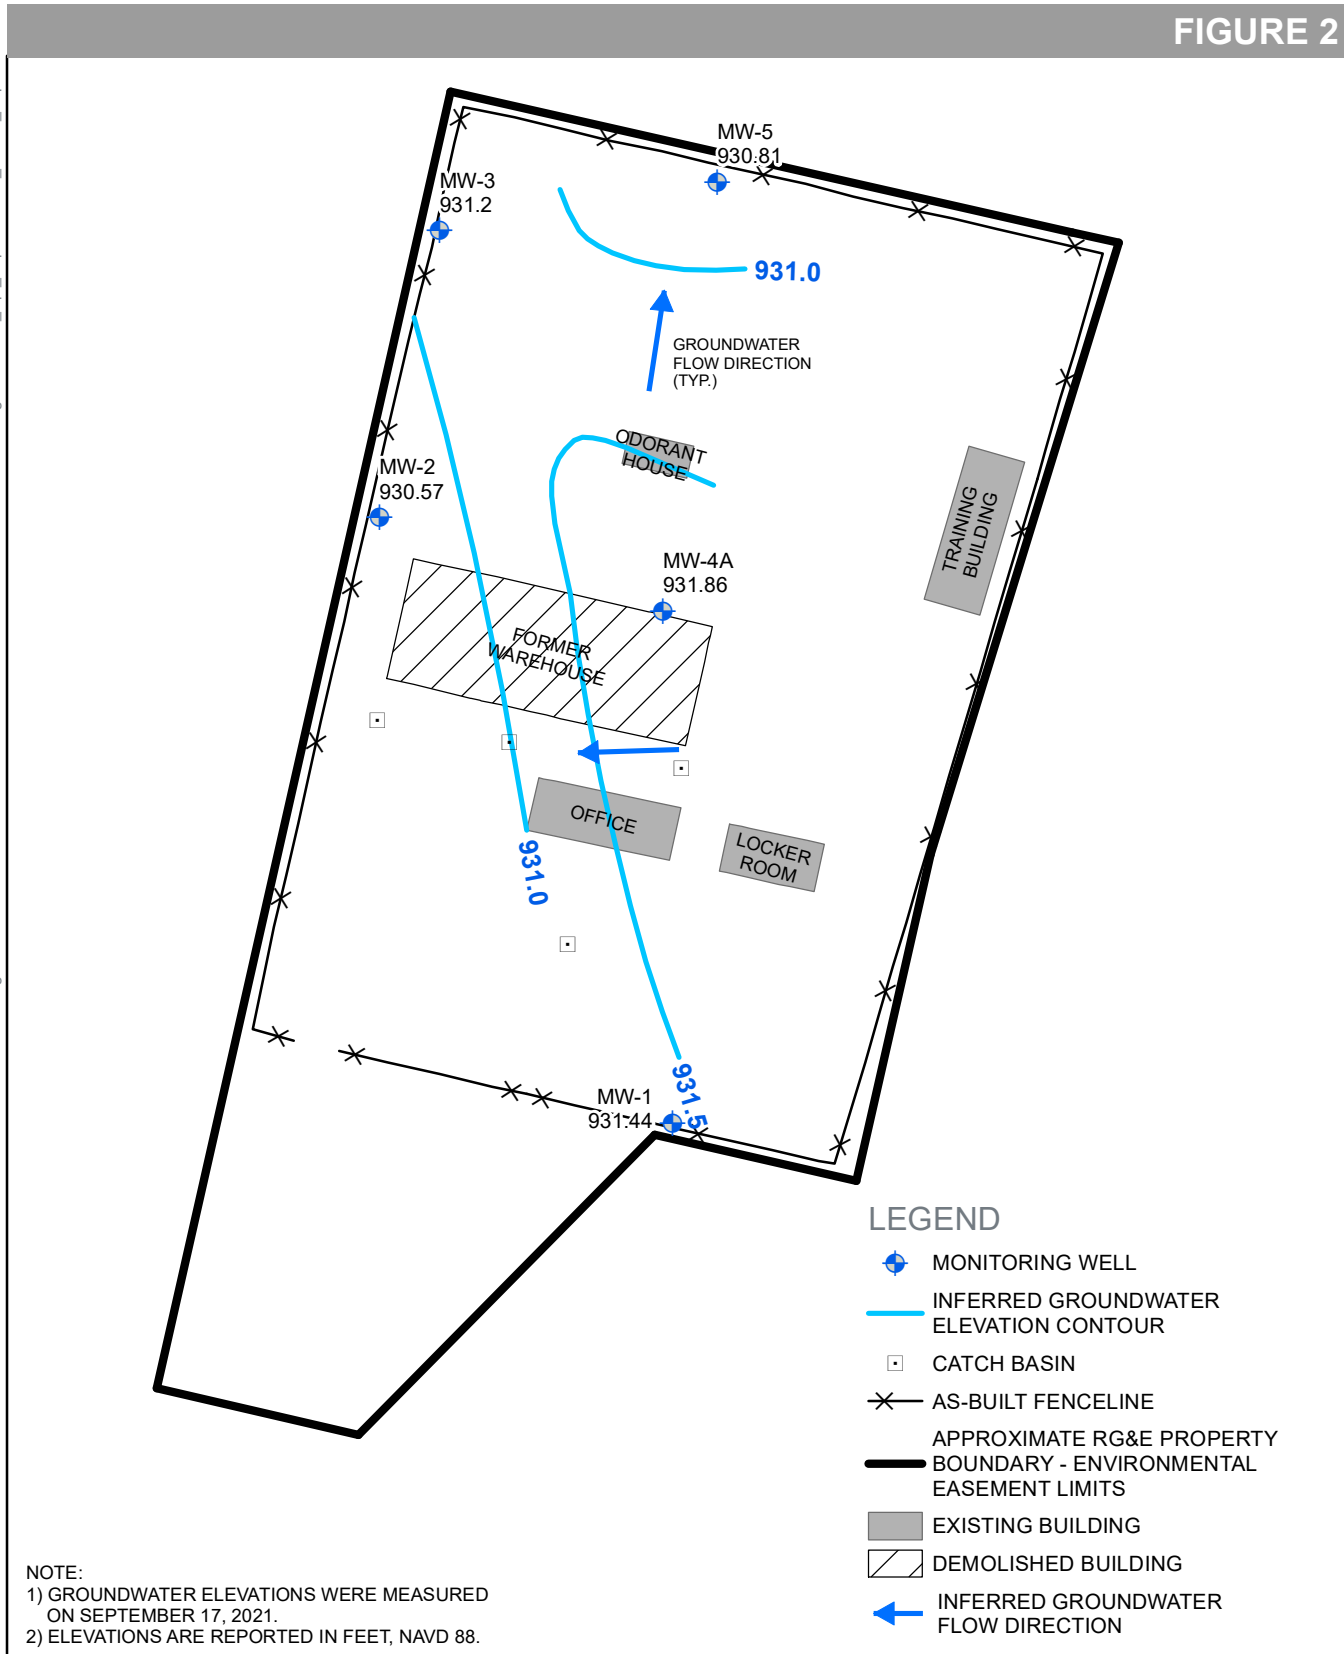 FIGURE 2
MW-5
930.81
MW-3
931.2
931.0
GROUNDWATER
FLOW DIRECTION
(TYP.)
ODORANT
HOUSE
MW-2
930.57
TRAINING
BUILDING
MW-4A
931.86
FORMER
WAREHOUSE
OFFICE
LOCKER
ROOM
931.0
931.5
MW-1
931.44
LEGEND
MONITORING WELL
INFERRED GROUNDWATER
ELEVATION CONTOUR
CATCH BASIN
AS-BUILT FENCELINE
APPROXIMATE RG&E PROPERTY
BOUNDARY - ENVIRONMENTAL
EASEMENT LIMITS
EXISTING BUILDING
DEMOLISHED BUILDING
INFERRED GROUNDWATER
FLOW DIRECTION
NOTE:
1) GROUNDWATER ELEVATIONS WERE MEASURED
ON SEPTEMBER 17, 2021.
2) ELEVATIONS ARE REPORTED IN FEET, NAVD 88.